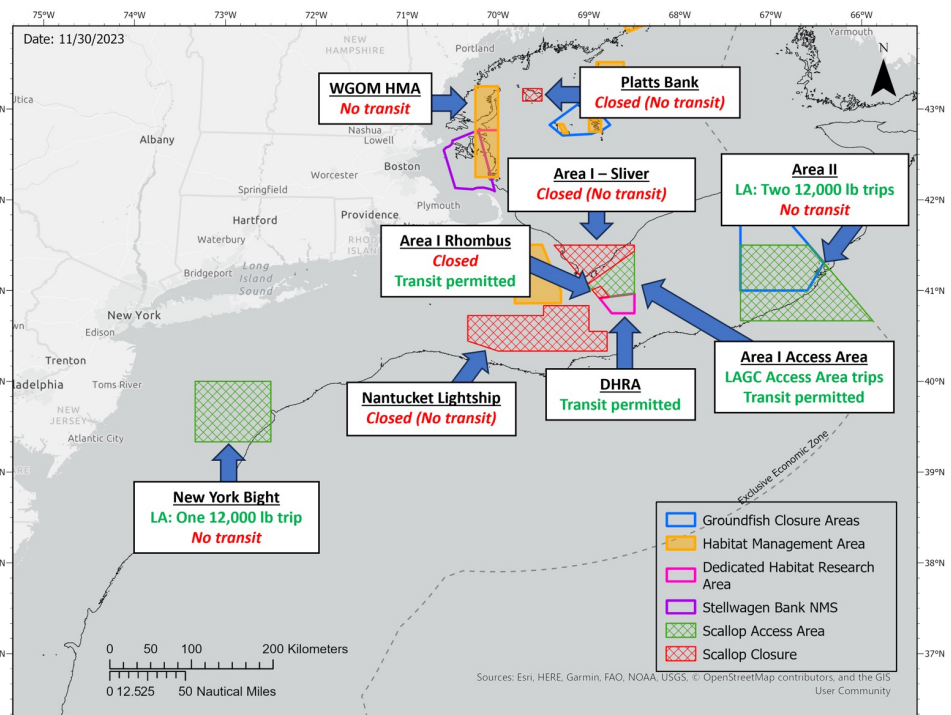 75°W 74°W 73°W 72°W 71°W 70°W 69°W 68°W 67°W 66°W
Date: 11/30/2023
NEW
HAMPSHIRE
Portland
Yarmouth
N
WGOM HMA
No transit
Platts Bank
Closed (No transit)
43°N
Utica
Albany
Nashua
Lowell
Worcester
Boston
Area I – Sliver
Closed (No transit)
Area II
LA: Two 12,000 lb trips
No transit
Springfield
Plymouth
42°N
Hartford
Providence
Waterbury
RHOD
ISLAN
Area I Rhombus
Closed
Transit permitted
Bridgeport
Long
Island
Sound
New York
Edison
wn
Trenton
Toms River
adelphia
Nantucket Lightship
Closed (No transit)
DHRA
Transit permitted
Area I Access Area
LAGC Access Area trips
Transit permitted
40°N
NEW
JERSEY
Atlantic City
ARE
New York Bight
LA: One 12,000 lb trip
No transit
Exclusive Economic Zone
Groundfish Closure Areas
Habitat Management Area
Dedicated Habitat Research
Area
Stellwagen Bank NMS
Scallop Access Area
Scallop Closure
38°N
37°N
0 50 100 200 Kilometers
0 12.525 50 Nautical Miles
Sources: Esri, HERE, Garmin, FAO, NOAA, USGS, © OpenStreetMap contributors, and the GIS
User Community